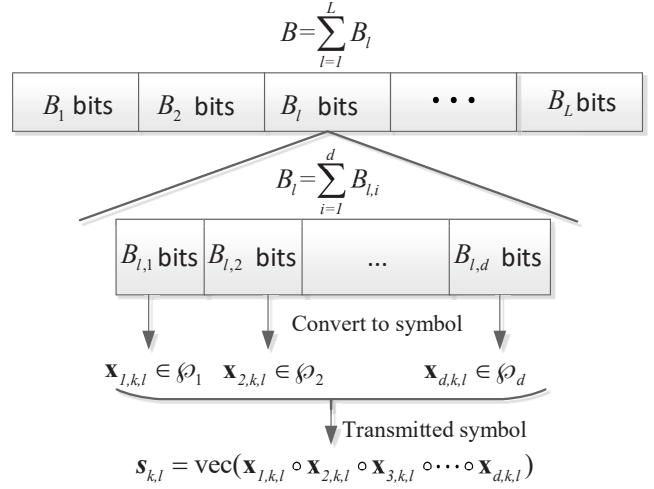 B=∑_{l=1}^{L} B_l
B_1 bits B_2 bits B_l bits ••• B_L bits
B_l=∑_{i=1}^{d} B_{l,i}
B_{l,1} bits B_{l,2} bits ... B_{l,d} bits
Convert to symbol
x_{1,k,l} ∈ ℘_1 x_{2,k,l} ∈ ℘_2 x_{d,k,l} ∈ ℘_d
Transmitted symbol
s_{k,l} = vec(x_{1,k,l} ∘ x_{2,k,l} ∘ x_{3,k,l} ∘ ⋯ ∘ x_{d,k,l})